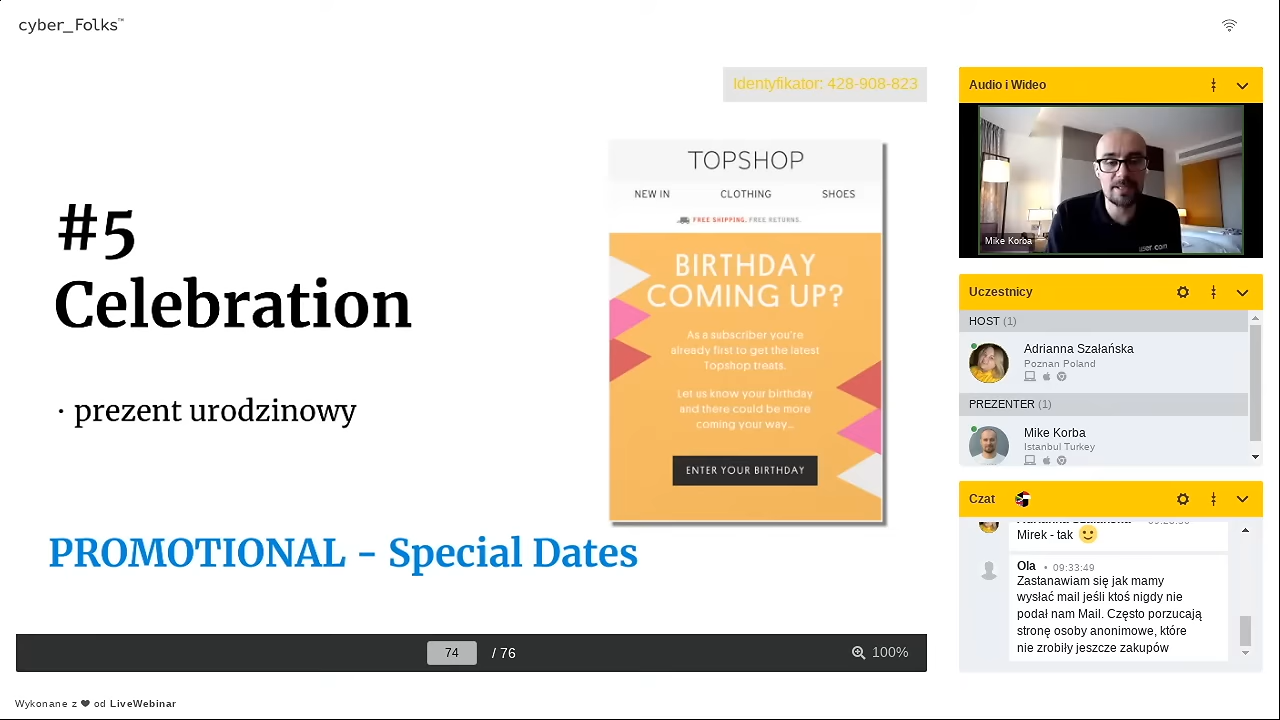 cyber_Folks™
Identyfikator: 428-908-823
#5
Celebration
· prezent urodzinowy
PROMOTIONAL - Special Dates
TOPSHOP
NEW IN CLOTHING SHOES
FREE SHIPPING. FREE RETURNS.
BIRTHDAY
COMING UP?
As a subscriber you're
already first to get the latest
Topshop treats.
Let us know your birthday
and there could be more
coming your way...
ENTER YOUR BIRTHDAY
74 / 76
100%
Audio i Wideo
user.com
Mike Korba
Uczestnicy
HOST (1)
Adrianna Szałańska
Poznan Poland
PREZENTER (1)
Mike Korba
Istanbul Turkey
Czat
Mirek - tak
Ola • 09:33:49
Zastanawiam się jak mamy
wysłać mail jeśli ktoś nigdy nie
podał nam Mail. Często porzucają
stronę osoby anonimowe, które
nie zrobiły jeszcze zakupów
Wykonane z ♥ od LiveWebinar